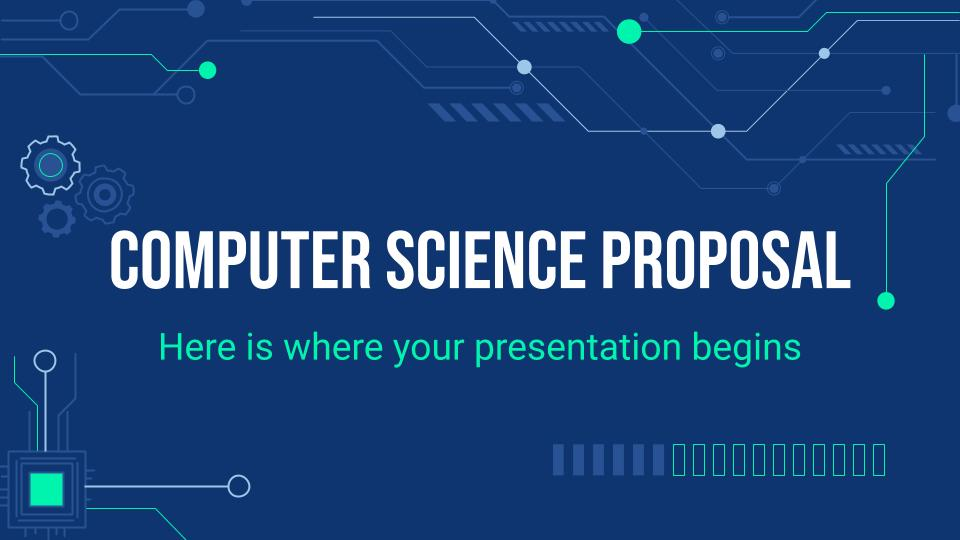 COMPUTER SCIENCE PROPOSAL
Here is where your presentation begins